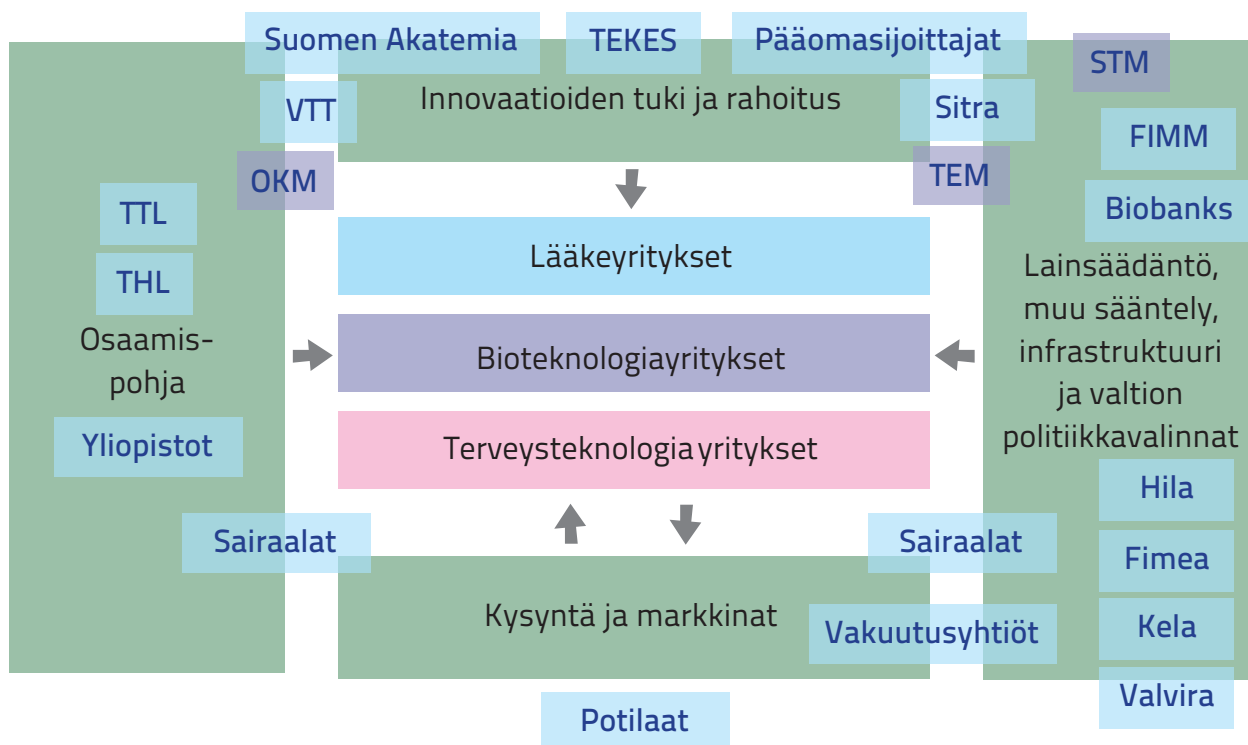 Suomen Akatemia
TEKES
Pääomasijoittajat
STM
VTT
Innovaatioiden tuki ja rahoitus
Sitra
FIMM
OKM
TEM
TTL
Biobanks
Lääkeyritykset
THL
Lainsäädäntö,
muu sääntely,
infrastruktuuri
ja valtion
politiikkavalinnat
Osaamis-
pohja
Bioteknologiayritykset
Yliopistot
Terveysteknologiayritykset
Hila
Sairaalat
Sairaalat
Fimea
Kysyntä ja markkinat
Vakuutusyhtiöt
Kela
Valvira
Potilaat